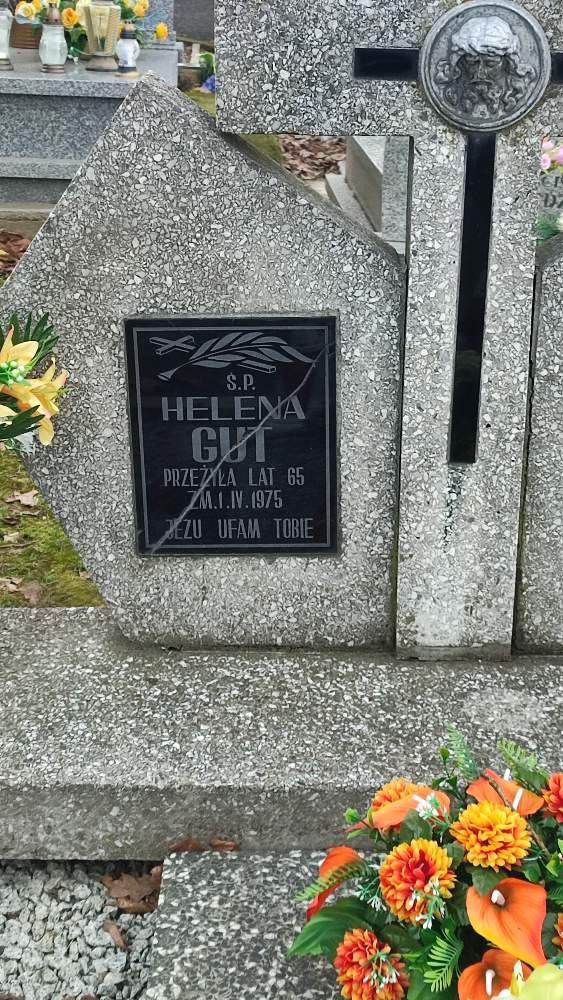 Ś.P.
HELENA
GUT
PRZEŻYŁA LAT 65
ZM.1.IV.1975
JEZU UFAM TOBIE